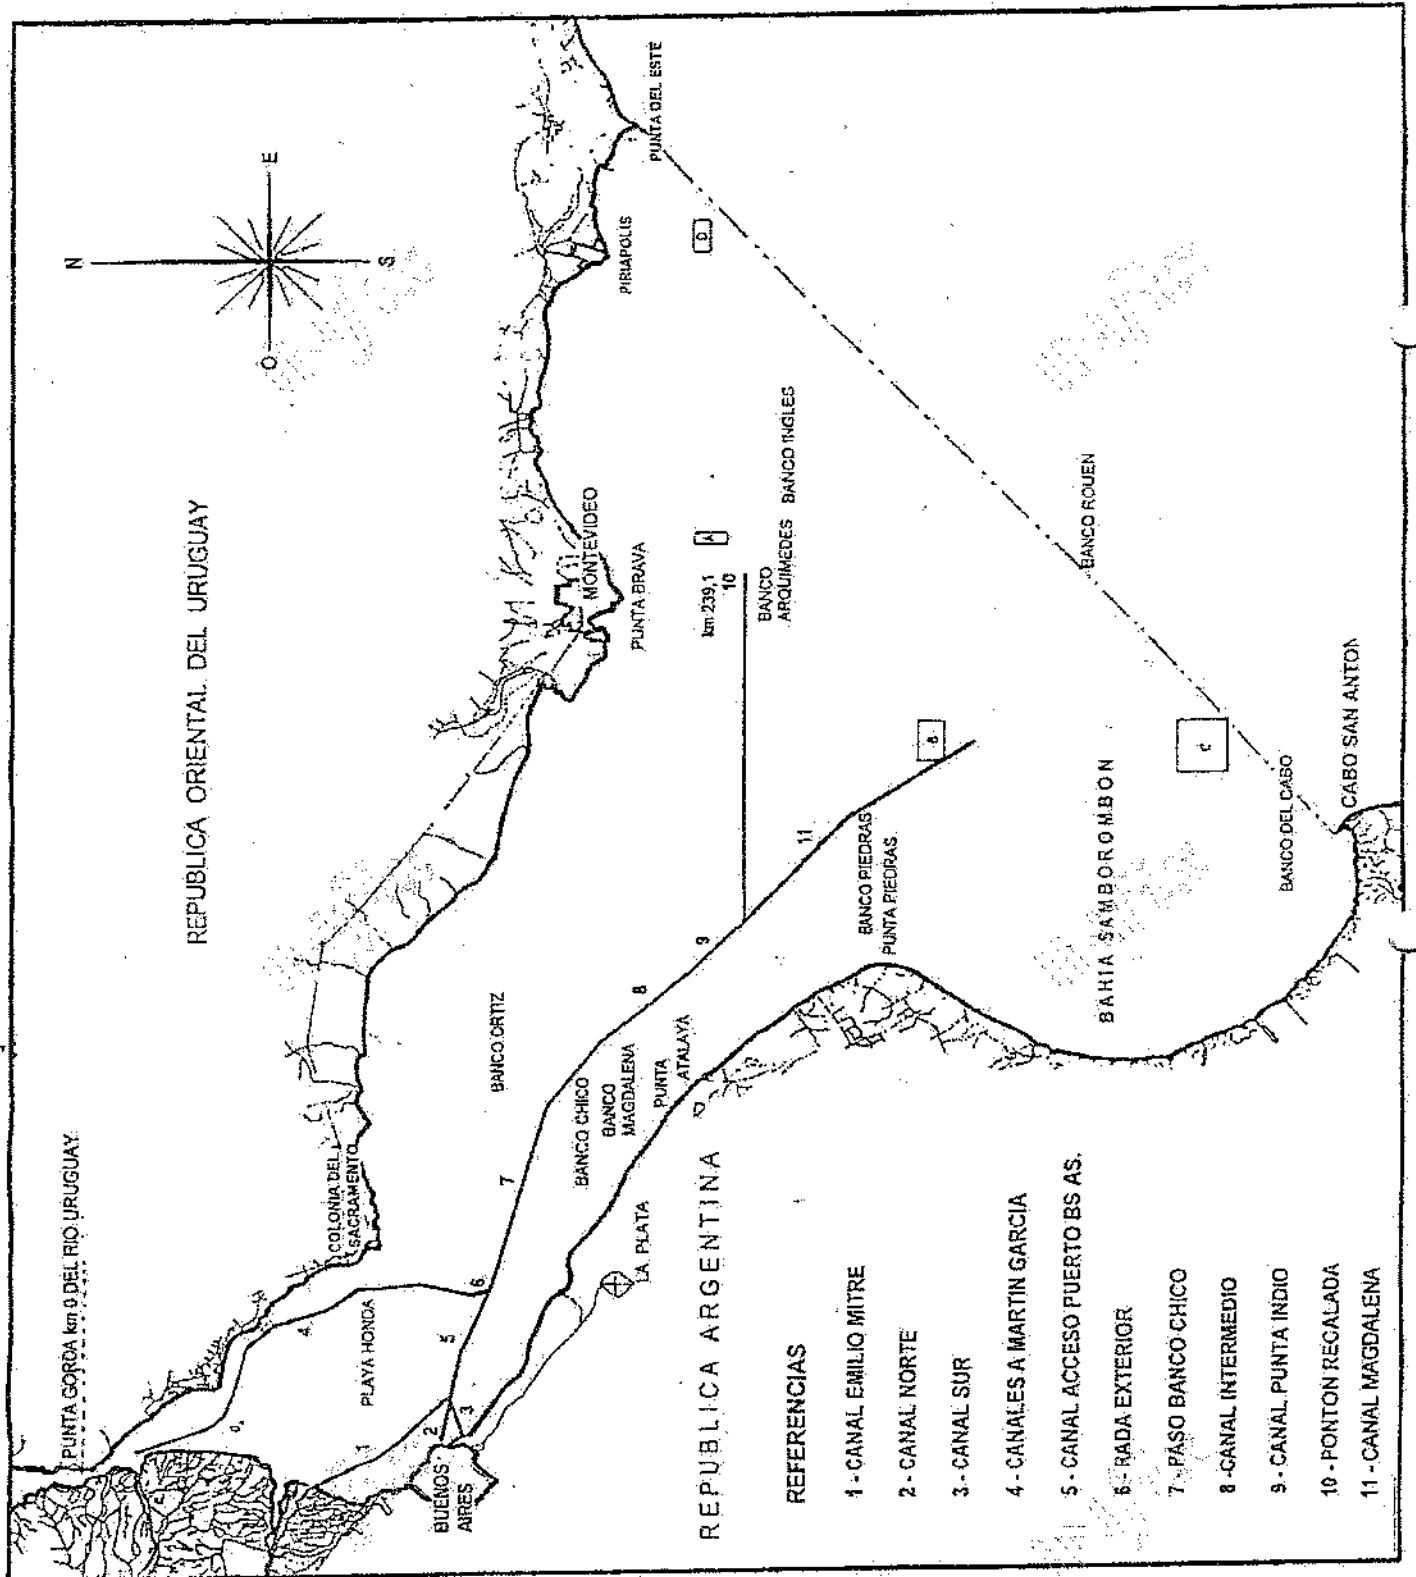 N
O
E
S
REPUBLICA ORIENTAL DEL URUGUAY
PUNTA GORDA km 0 DEL RIO URUGUAY
COLONIA DEL
SACRAMENTO
MONTEVIDEO
PUNTA BRAVA
PIRIAPOLIS
PUNTA DEL ESTE
PLAYA HONDA
BANCO ORTIZ
BUENOS
AIRES
1
2
3
4
5
6
7
8
9
11
km 239,1
10
A
B
C
D
BANCO
ARQUIMEDES
BANCO INGLES
BANCO CHICO
BANCO
MAGDALENA
PUNTA
ATALAYA
LA PLATA
BANCO PIEDRAS
PUNTA PIEDRAS
BANCO ROUEN
BAHIA SAMBOROMBON
BANCO DEL CABO
CABO SAN ANTON
REPUBLICA ARGENTINA
REFERENCIAS
1 - CANAL EMILIO MITRE
2 - CANAL NORTE
3 - CANAL SUR
4 - CANALES A MARTIN GARCIA
5 - CANAL ACCESO PUERTO BS AS.
6 - RADA EXTERIOR
7 - PASO BANCO CHICO
8 - CANAL INTERMEDIO
9 - CANAL PUNTA INDIO
10 - PONTON RECALADA
11 - CANAL MAGDALENA